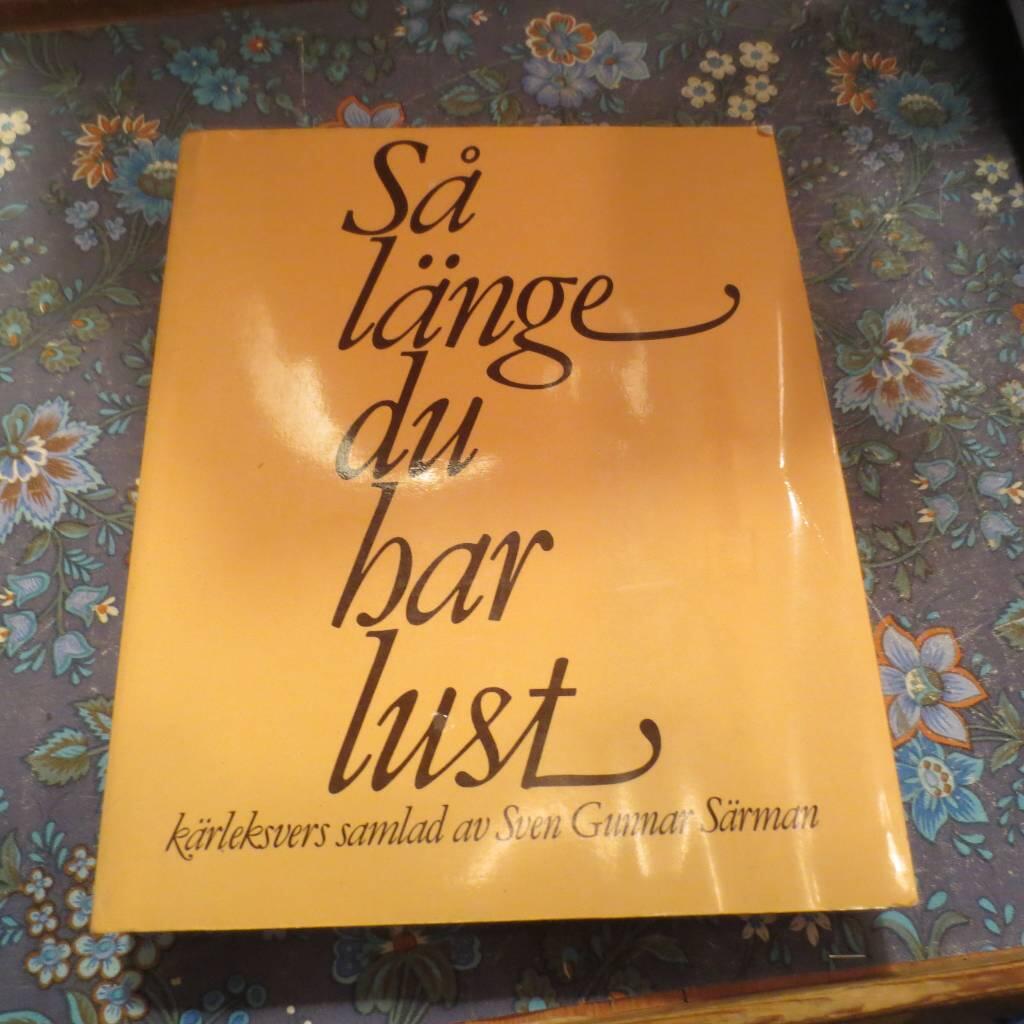 Så
länge
du
har
lust
kärleksvers samlad av Sven Gunnar Särman